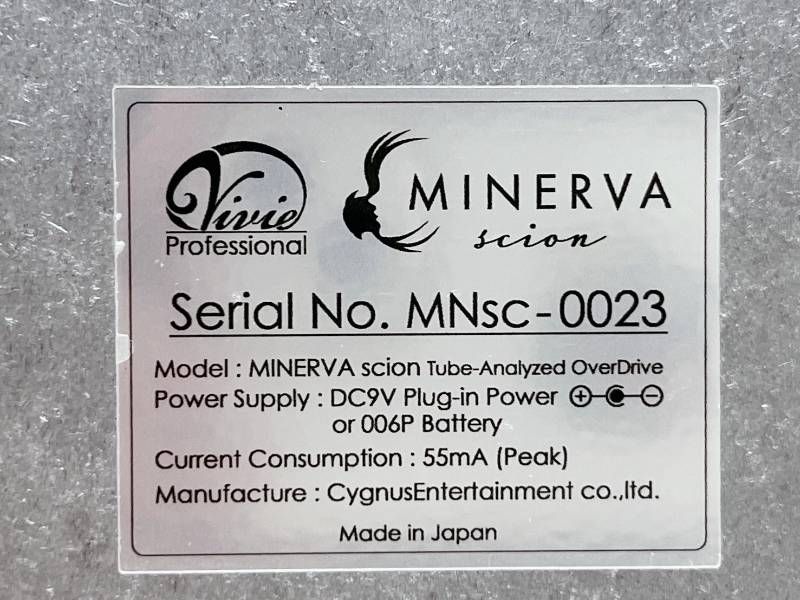 Vivie
Professional
MINERVA
scion
Serial No. MNsc-0023
Model : MINERVA scion Tube-Analyzed OverDrive
Power Supply : DC9V Plug-in Power
or 006P Battery
Current Consumption : 55mA (Peak)
Manufacture : CygnusEntertainment co.,ltd.
Made in Japan